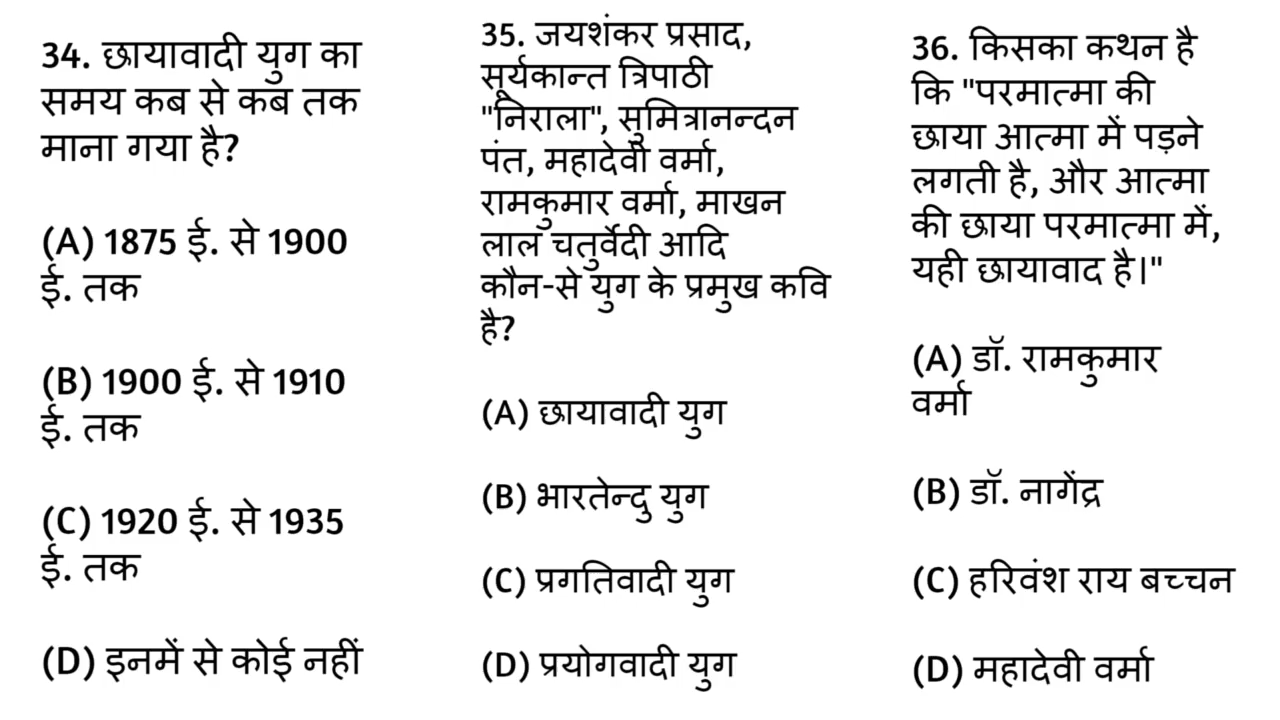 34. छायावादी युग का
समय कब से कब तक
माना गया है?
(A) 1875 ई. से 1900
ई. तक
(B) 1900 ई. से 1910
ई. तक
(C) 1920 ई. से 1935
ई. तक
(D) इनमें से कोई नहीं
35. जयशंकर प्रसाद,
सूर्यकान्त त्रिपाठी
"निराला", सुमित्रानन्दन
पंत, महादेवी वर्मा,
रामकुमार वर्मा, माखन
लाल चतुर्वेदी आदि
कौन-से युग के प्रमुख कवि
है?
(A) छायावादी युग
(B) भारतेन्दु युग
(C) प्रगतिवादी युग
(D) प्रयोगवादी युग
36. किसका कथन है
कि "परमात्मा की
छाया आत्मा में पड़ने
लगती है, और आत्मा
की छाया परमात्मा में,
यही छायावाद है।"
(A) डॉ. रामकुमार
वर्मा
(B) डॉ. नागेंद्र
(C) हरिवंश राय बच्चन
(D) महादेवी वर्मा